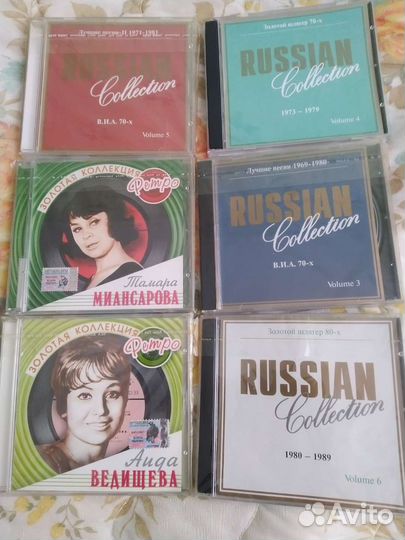 Лучшие песни-II 1971-1981
RUSSIAN
Collection
В.И.А. 70-х
Volume 5
Золотой шлягер 70-х
RUSSIAN
Collection
1973 – 1979
Volume 4
ЗОЛОТАЯ КОЛЛЕКЦИЯ
Ретро
Тамара
МИАНСАРОВА
Лучшие песни 1969-1980
RUSSIAN
Collection
В.И.А. 70-х
Volume 3
ЗОЛОТАЯ КОЛЛЕКЦИЯ
Ретро
Аида
ВЕДИЩЕВА
Золотой шлягер 80-х
RUSSIAN
Collection
1980 – 1989
Volume 6
Avito